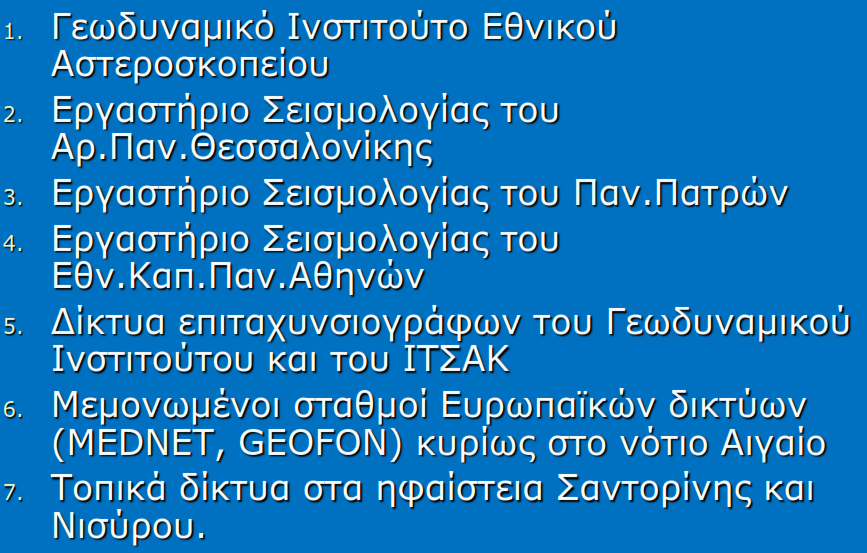 1. Γεωδυναμικό Ινστιτούτο Εθνικού
Αστεροσκοπείου
2. Εργαστήριο Σεισμολογίας του
Αρ.Παν.Θεσσαλονίκης
3. Εργαστήριο Σεισμολογίας του Παν.Πατρών
4. Εργαστήριο Σεισμολογίας του
Εθν.Καπ.Παν.Αθηνών
5. Δίκτυα επιταχυνσιογράφων του Γεωδυναμικού
Ινστιτούτου και του ΙΤΣΑΚ
6. Μεμονωμένοι σταθμοί Ευρωπαϊκών δικτύων
(MEDNET, GEOFON) κυρίως στο νότιο Αιγαίο
7. Τοπικά δίκτυα στα ηφαίστεια Σαντορίνης και
Νισύρου.